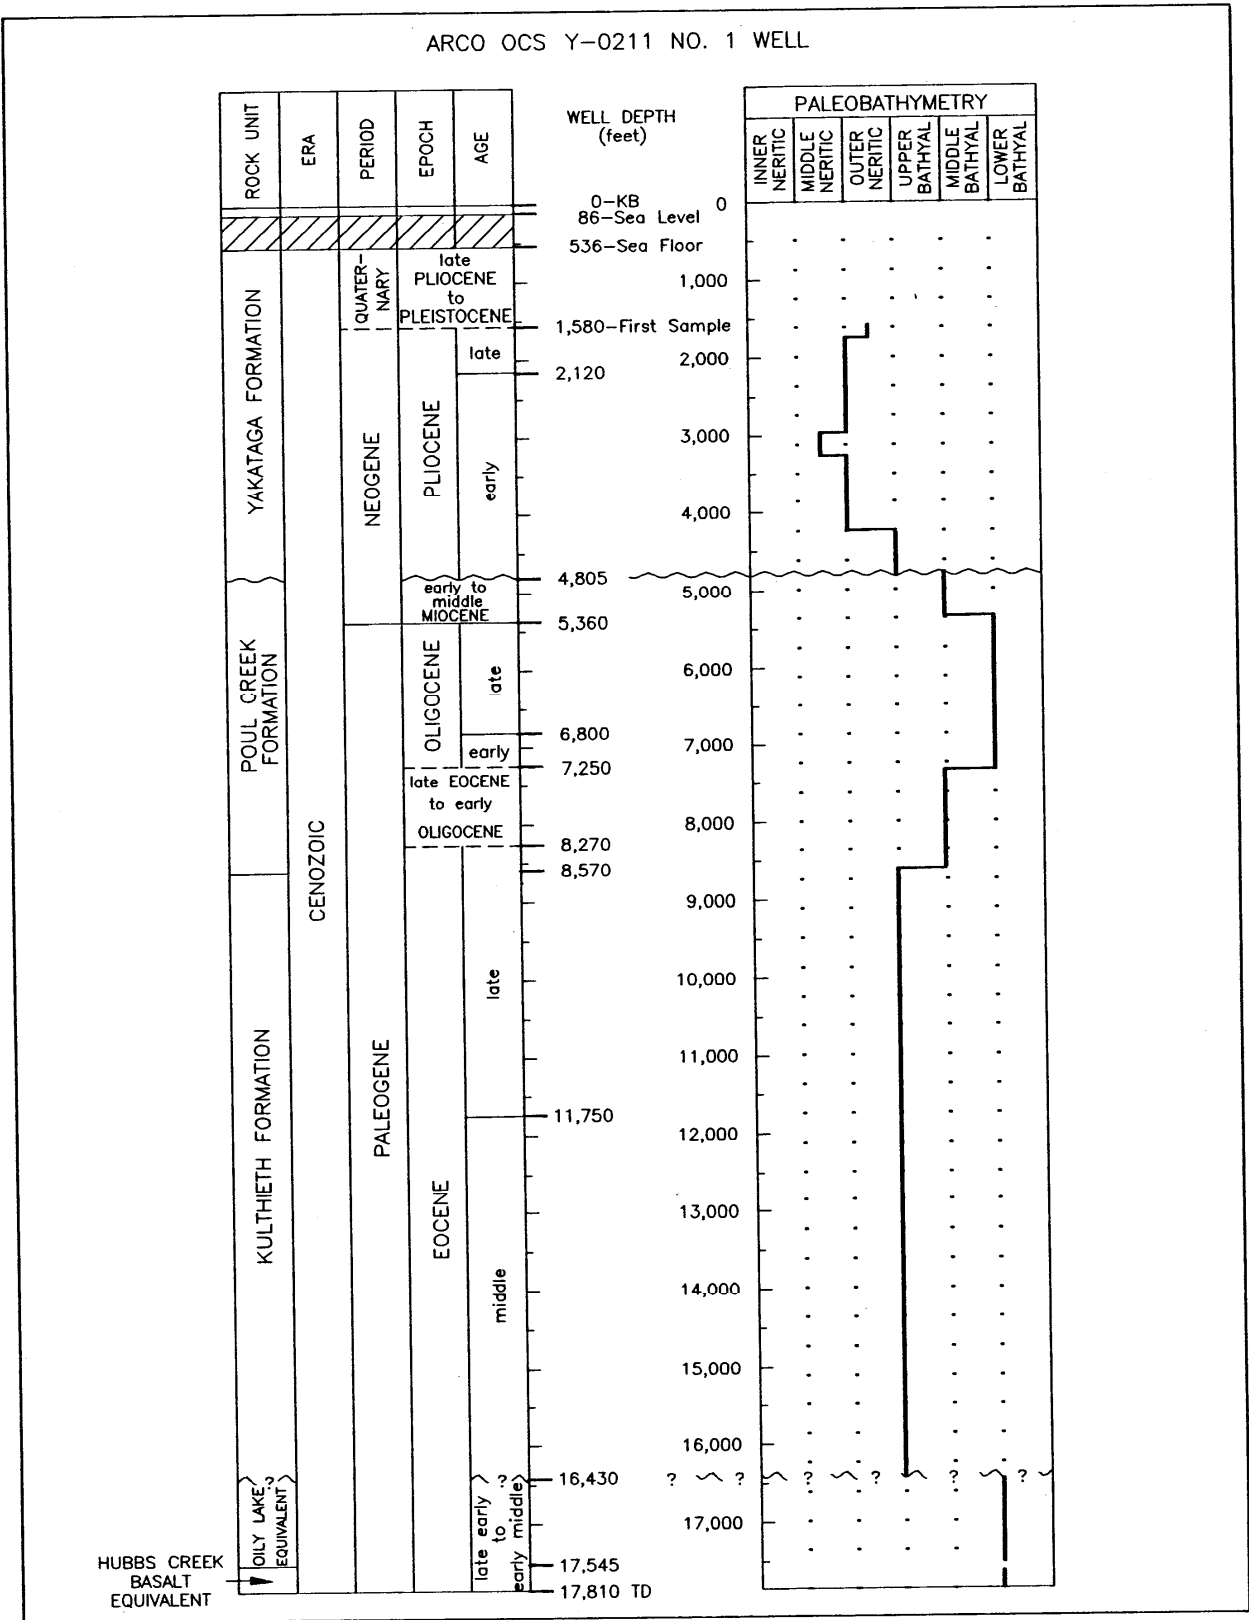 ARCO OCS Y-0211 NO. 1 WELL
ROCK UNIT
ERA
PERIOD
EPOCH
AGE
WELL DEPTH
(feet)
PALEOBATHYMETRY
INNER
NERITIC
MIDDLE
NERITIC
OUTER
NERITIC
UPPER
BATHYAL
MIDDLE
BATHYAL
LOWER
BATHYAL
0-KB
86-Sea Level
536-Sea Floor
1,580-First Sample
2,120
4,805
5,360
6,800
7,250
8,270
8,570
11,750
16,430
17,545
17,810 TD
0
1,000
2,000
3,000
4,000
5,000
6,000
7,000
8,000
9,000
10,000
11,000
12,000
13,000
14,000
15,000
16,000
17,000
YAKATAGA FORMATION
POUL CREEK
FORMATION
KULTHIETH FORMATION
?
OILY LAKE
EQUIVALENT
HUBBS CREEK
BASALT
EQUIVALENT
CENOZOIC
QUATER-
NARY
NEOGENE
PALEOGENE
late
PLIOCENE
to
PLEISTOCENE
PLIOCENE
late
early
early to
middle
MIOCENE
OLIGOCENE
late
early
late EOCENE
to early
OLIGOCENE
EOCENE
late
middle
?
late early
to
early middle
? ? ? ? ? ?